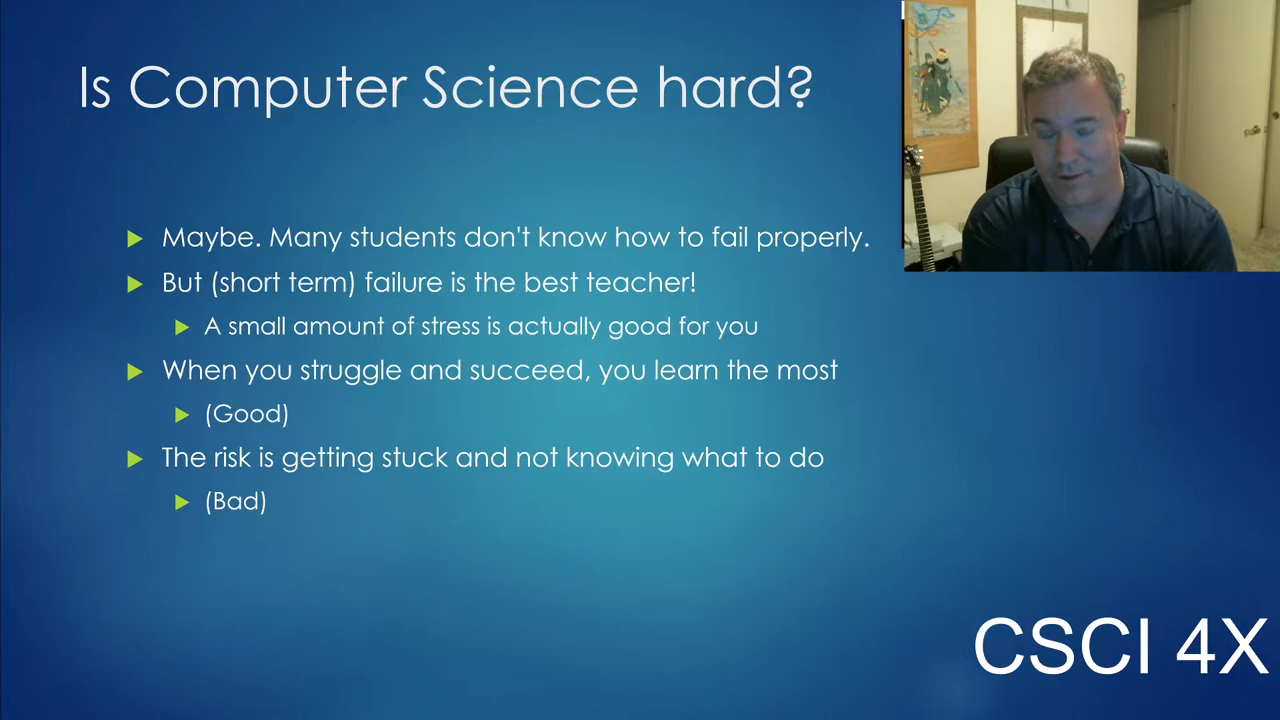 Is Computer Science hard?
Maybe. Many students don't know how to fail properly.
But (short term) failure is the best teacher!
A small amount of stress is actually good for you
When you struggle and succeed, you learn the most
(Good)
The risk is getting stuck and not knowing what to do
(Bad)
CSCI 4X